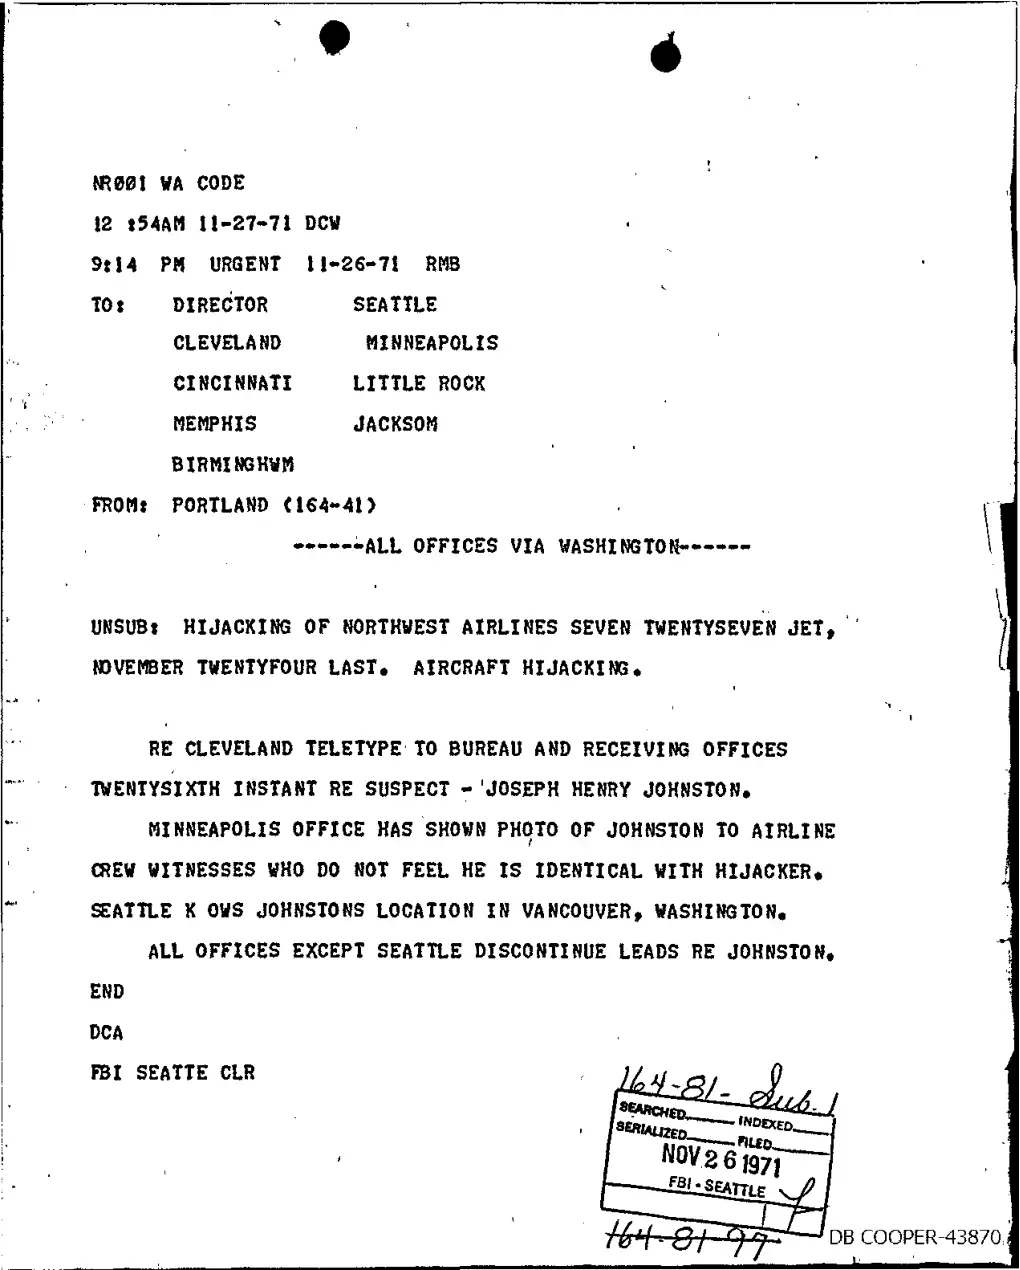 NR001 WA CODE
12 :54AM 11-27-71 DCW
9:14 PM URGENT 11-26-71 RMB
TO: DIRECTOR SEATTLE
CLEVELAND MINNEAPOLIS
CINCINNATI LITTLE ROCK
MEMPHIS JACKSOM
BIRMINGHWM
FROM: PORTLAND (164-41)
------ALL OFFICES VIA WASHINGTON------
UNSUB: HIJACKING OF NORTHWEST AIRLINES SEVEN TWENTYSEVEN JET,
NOVEMBER TWENTYFOUR LAST. AIRCRAFT HIJACKING.
RE CLEVELAND TELETYPE TO BUREAU AND RECEIVING OFFICES
TWENTYSIXTH INSTANT RE SUSPECT - JOSEPH HENRY JOHNSTON.
MINNEAPOLIS OFFICE HAS SHOWN PHOTO OF JOHNSTON TO AIRLINE
CREW WITNESSES WHO DO NOT FEEL HE IS IDENTICAL WITH HIJACKER.
SEATTLE K OWS JOHNSTONS LOCATION IN VANCOUVER, WASHINGTON.
ALL OFFICES EXCEPT SEATTLE DISCONTINUE LEADS RE JOHNSTON.
END
DCA
FBI SEATTE CLR
164-81- Sub. 1
SEARCHED INDEXED
SERIALIZED FILED
NOV 26 1971
FBI - SEATTLE
164-81-97
DB COOPER-43870